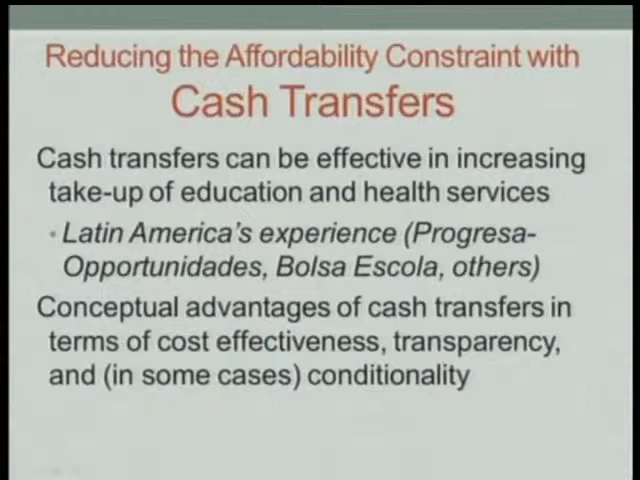 Reducing the Affordability Constraint with
Cash Transfers
Cash transfers can be effective in increasing
take-up of education and health services
• Latin America's experience (Progresa-
Opportunidades, Bolsa Escola, others)
Conceptual advantages of cash transfers in
terms of cost effectiveness, transparency,
and (in some cases) conditionality